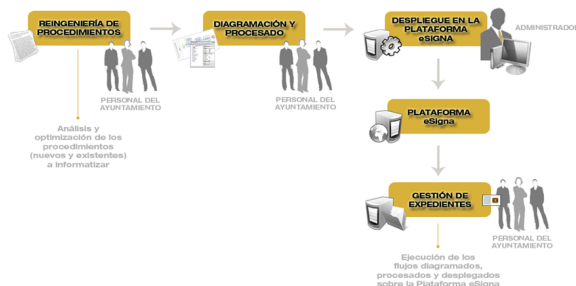 REINGENIERÍA DE
PROCEDIMIENTOS
PERSONAL DEL
AYUNTAMIENTO
Análisis y
optimización de los
procedimientos
(nuevos y existentes)
a informatizar
DIAGRAMACIÓN Y
PROCESADO
PERSONAL DEL
AYUNTAMIENTO
DESPLIEGUE EN LA
PLATAFORMA
eSIGNA
ADMINISTRADOR
PLATAFORMA
eSigna
GESTIÓN DE
EXPEDIENTES
PERSONAL DEL
AYUNTAMIENTO
Ejecución de los
flujos diagramados,
procesados y desplegados
sobre la Plataforma eSigna